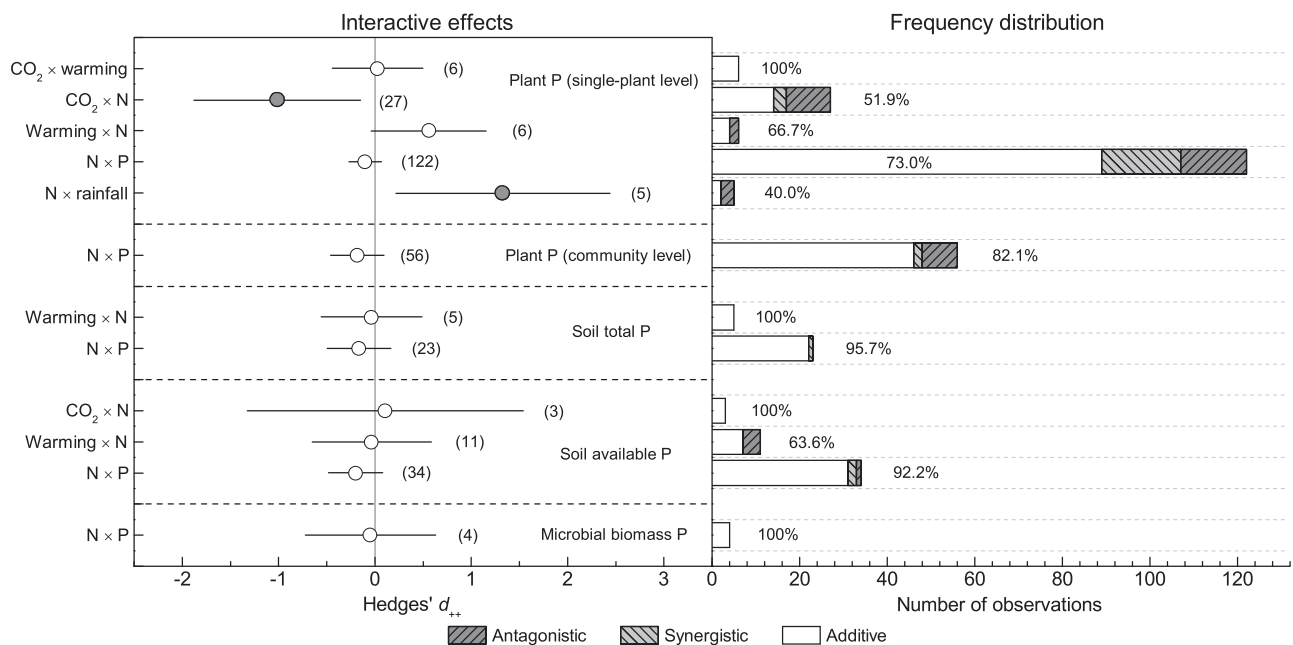 Interactive effects
Frequency distribution
CO2 × warming
(6)
Plant P (single-plant level)
100%
CO2 × N
(27)
51.9%
Warming × N
(6)
66.7%
N × P
(122)
73.0%
N × rainfall
(5)
40.0%
N × P
(56)
Plant P (community level)
82.1%
Warming × N
(5)
Soil total P
100%
N × P
(23)
95.7%
CO2 × N
(3)
100%
Warming × N
(11)
Soil available P
63.6%
N × P
(34)
92.2%
N × P
(4)
Microbial biomass P
100%
-2 -1 0 1 2 3
0 20 40 60 80 100 120
Hedges' d++
Number of observations
Antagonistic Synergistic Additive